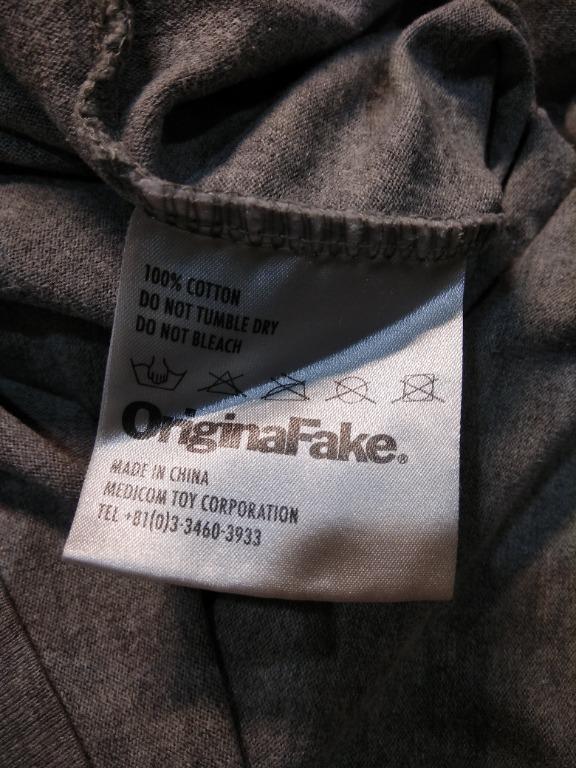 100% COTTON
DO NOT TUMBLE DRY
DO NOT BLEACH
OriginalFake®
MADE IN CHINA
MEDICOM TOY CORPORATION
TEL +81(0)3-3460-3933